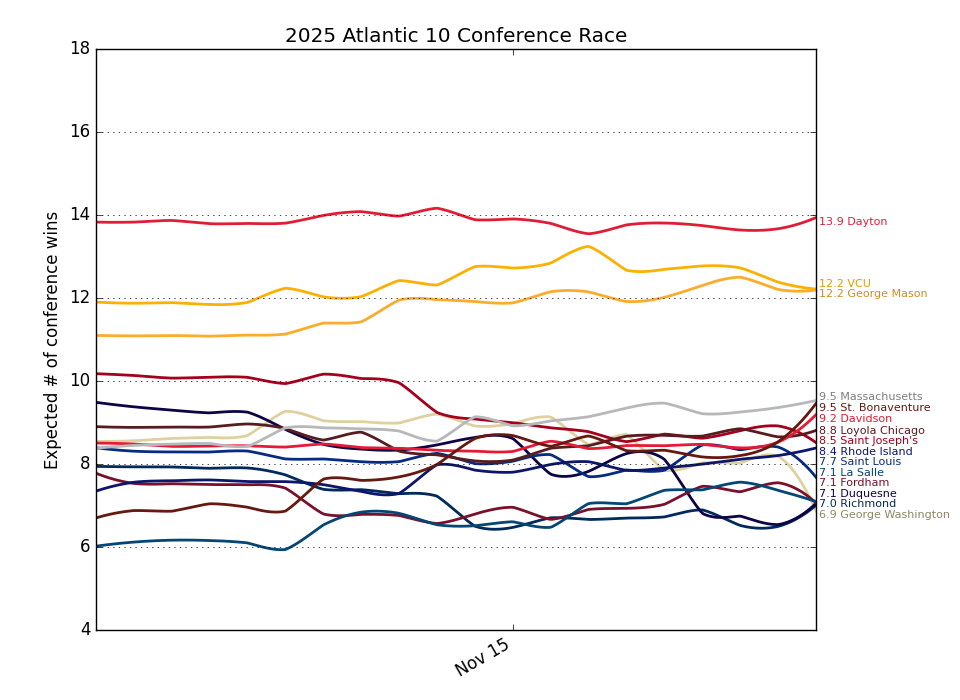 2025 Atlantic 10 Conference Race
Expected # of conference wins
18
16
14
12
10
8
6
4
Nov 15
13.9 Dayton
12.2 VCU
12.2 George Mason
9.5 Massachusetts
9.5 St. Bonaventure
9.2 Davidson
8.8 Loyola Chicago
8.5 Saint Joseph's
8.4 Rhode Island
7.7 Saint Louis
7.1 La Salle
7.1 Fordham
7.1 Duquesne
7.0 Richmond
6.9 George Washington